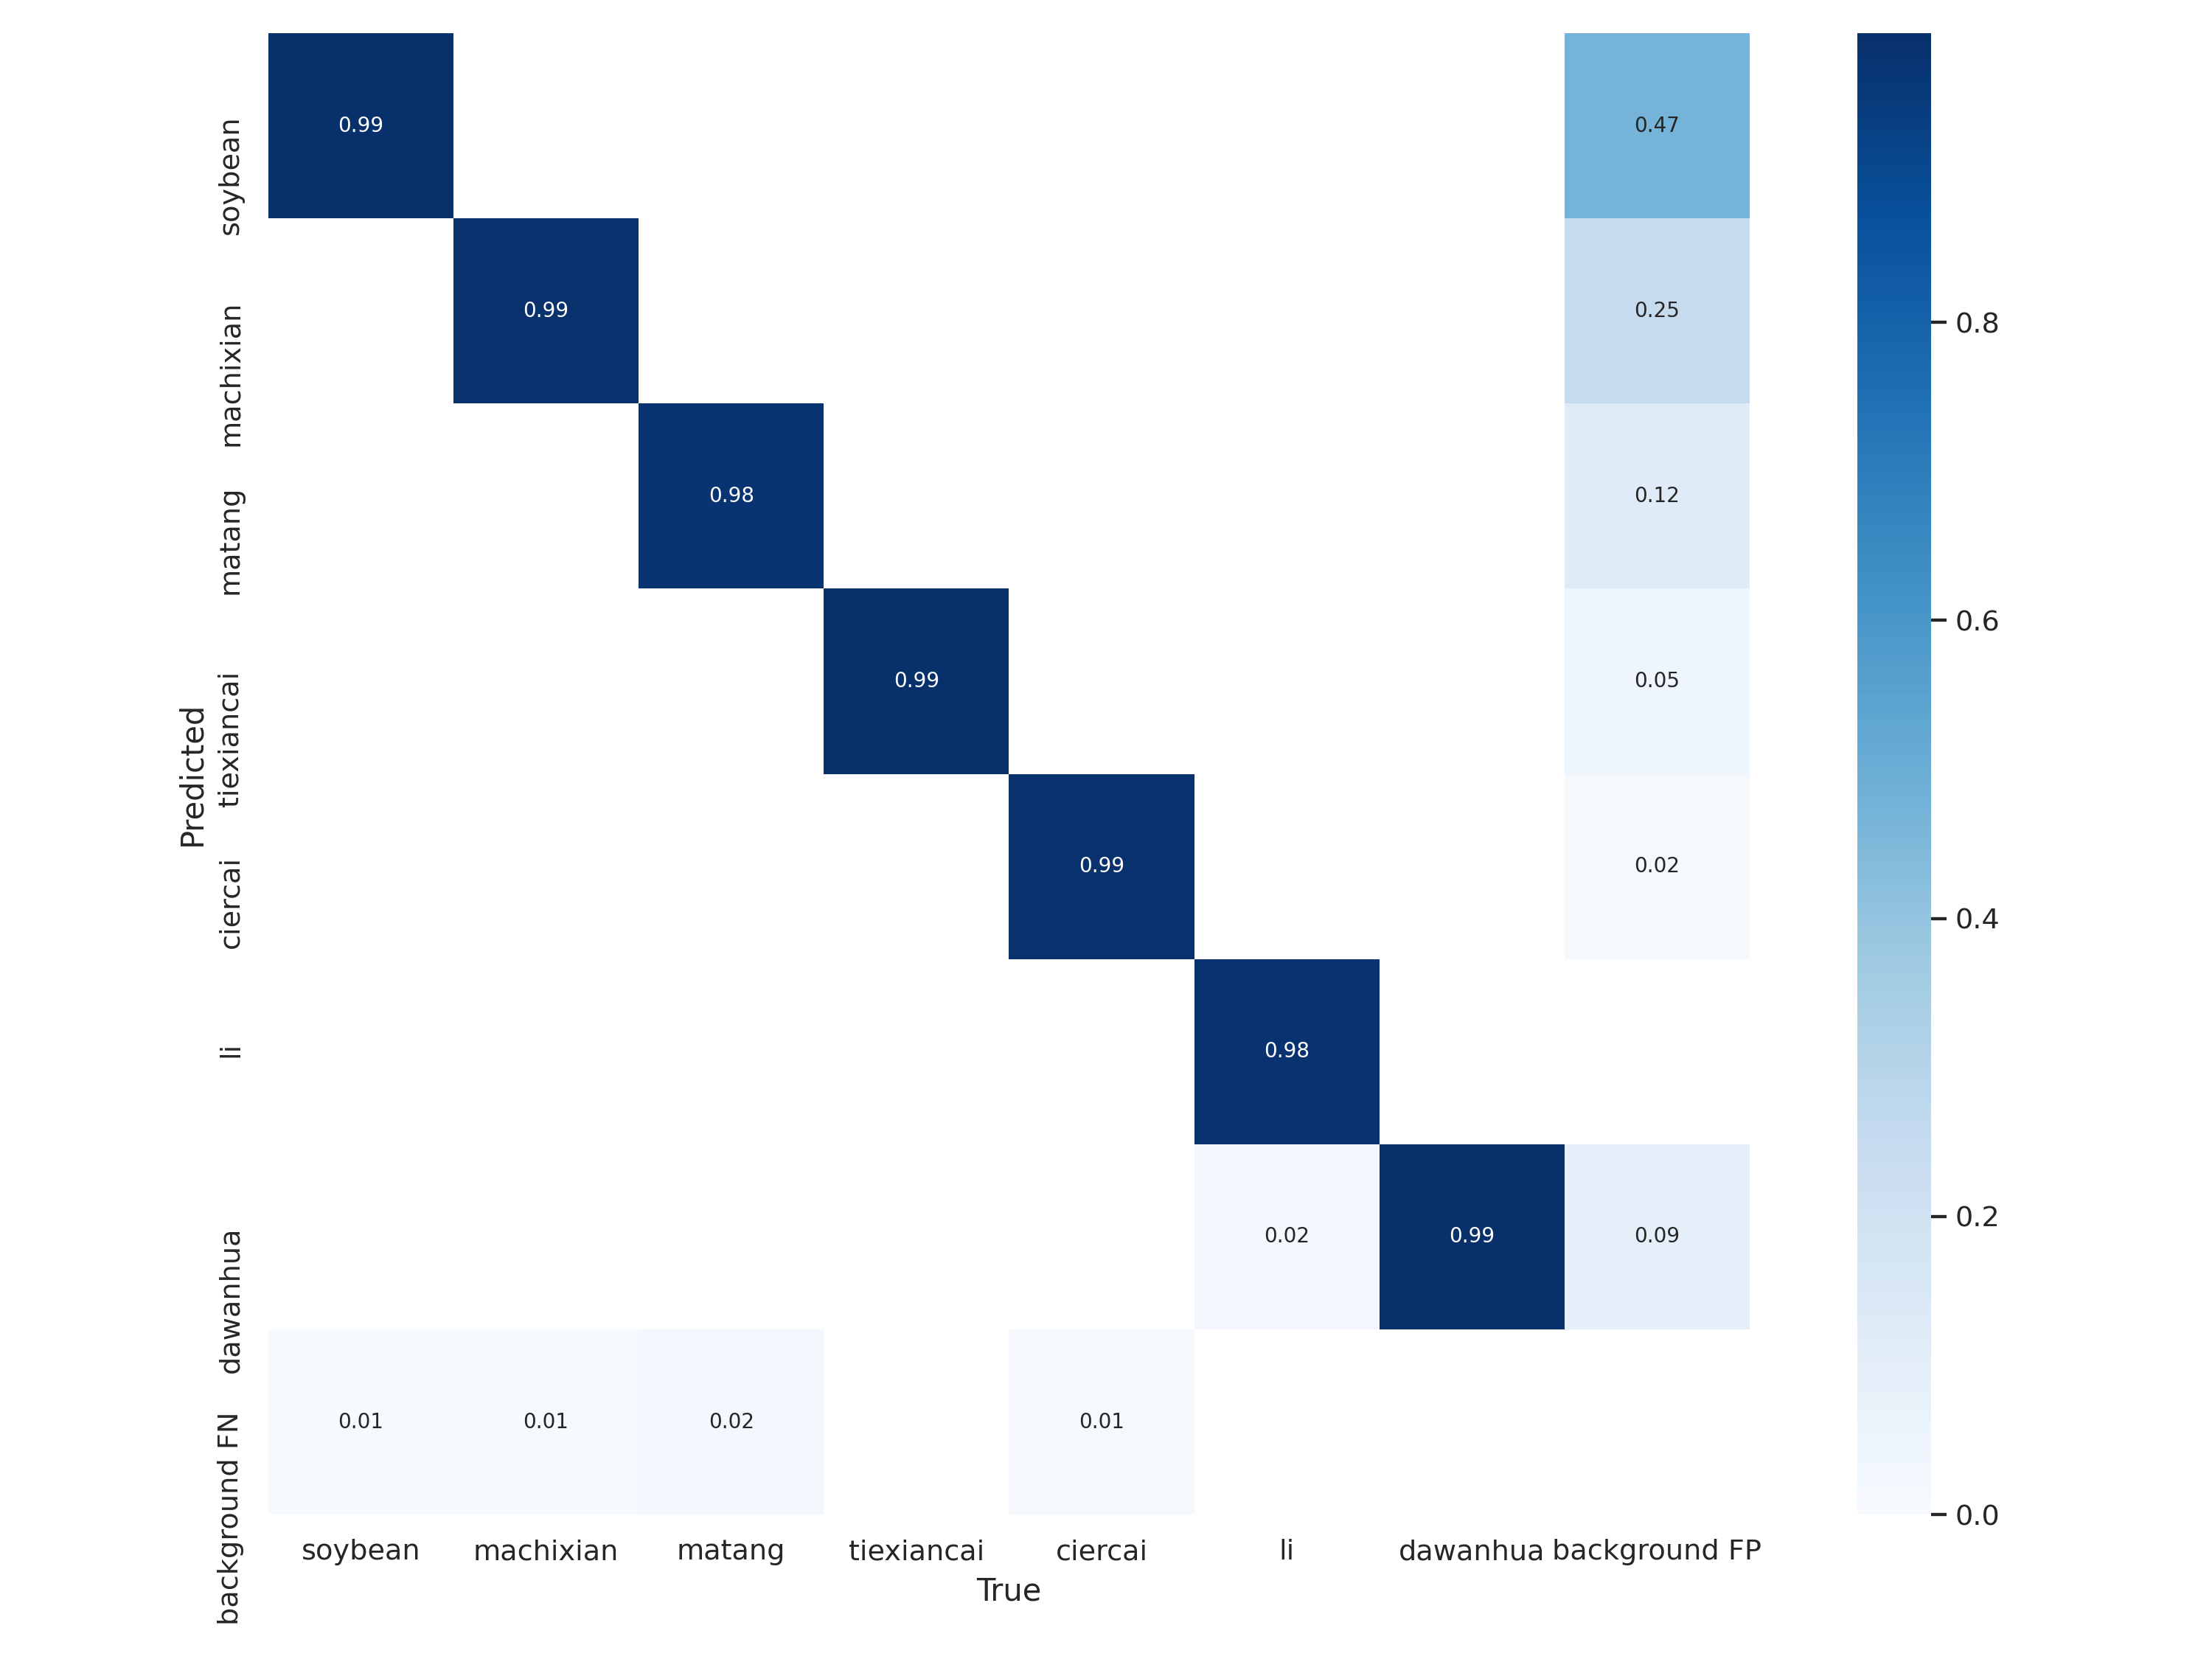 0.99
0.47
soybean
0.99
0.25
machixian
0.98
0.12
matang
0.99
0.05
tiexiancai
0.99
0.02
ciercai
0.98
li
0.02 0.99 0.09
dawanhua
0.01 0.01 0.02 0.01
background FN
Predicted
soybean machixian matang tiexiancai ciercai li dawanhua background FP
True
0.8
0.6
0.4
0.2
0.0